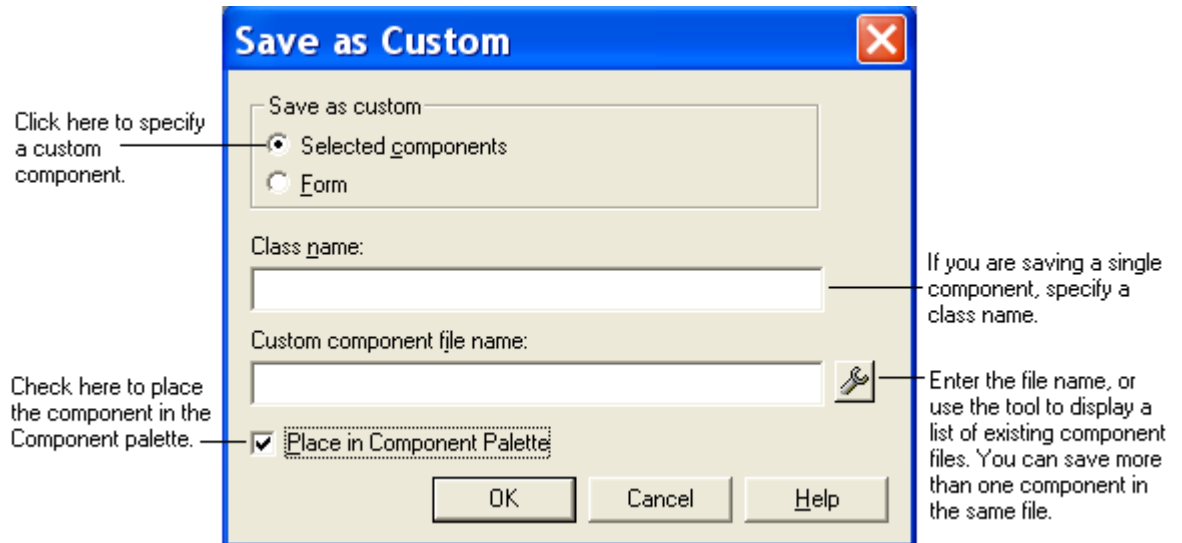 Save as Custom
Click here to specify
a custom
component.
Save as custom
Selected components
Form
Class name:
If you are saving a single
component, specify a
class name.
Custom component file name:
Check here to place
the component in the
Component palette.
Enter the file name, or
use the tool to display a
list of existing component
files. You can save more
than one component in
the same file.
Place in Component Palette
OK
Cancel
Help